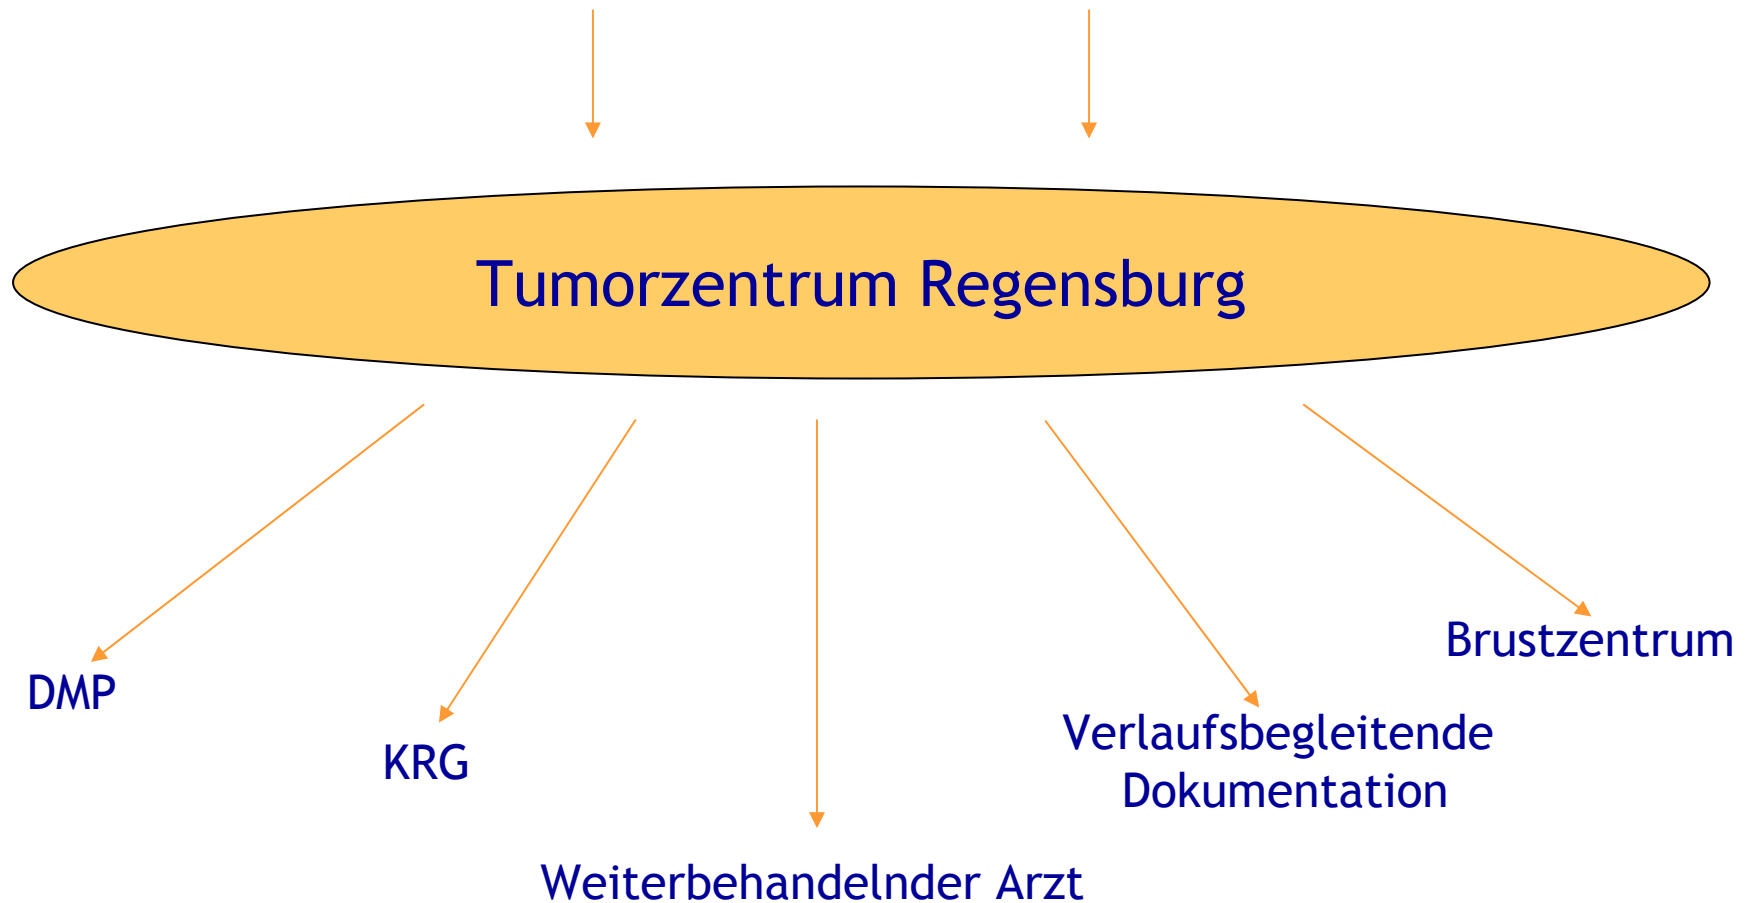 Tumorzentrum Regensburg
Brustzentrum
DMP
KRG
Verlaufsbegleitende
Dokumentation
Weiterbehandelnder Arzt